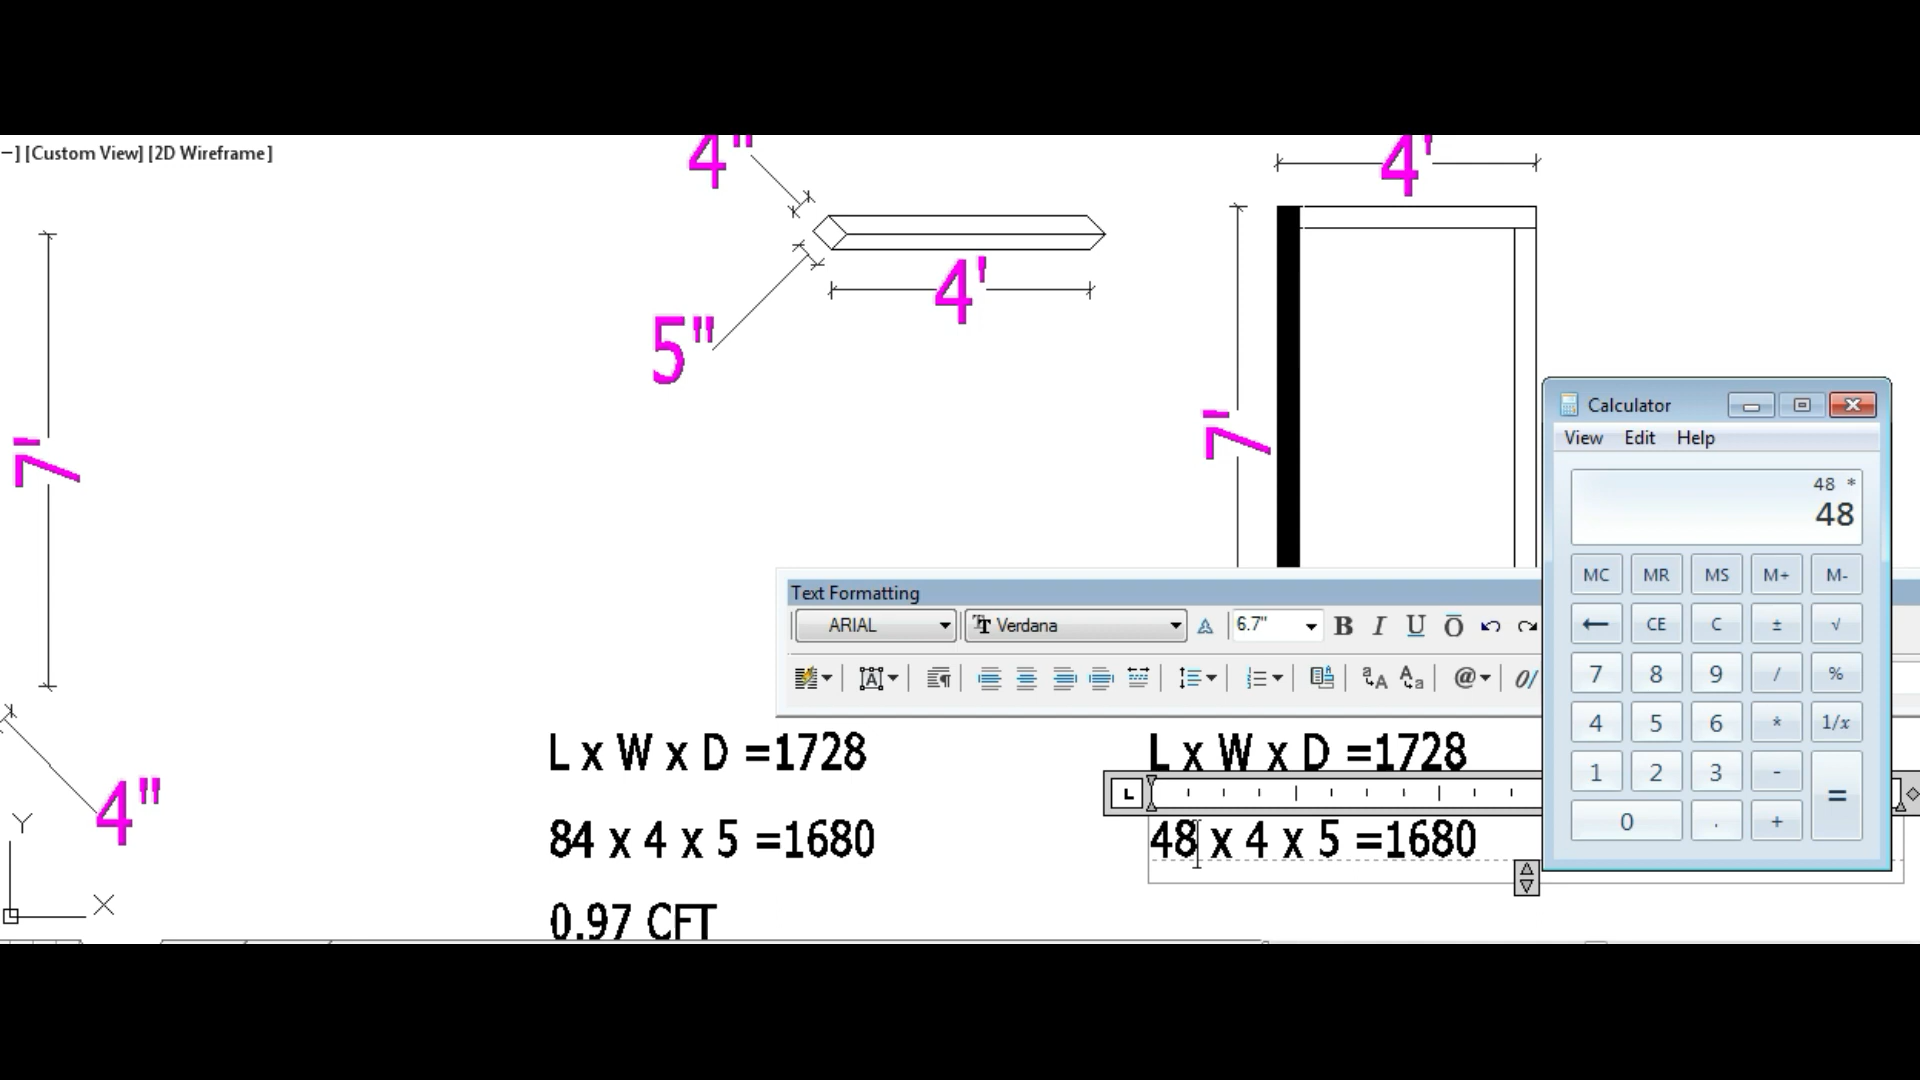 –] [Custom View] [2D Wireframe]
4"
4'
4'
5"
7'
7'
4"
Y
X
Calculator
View Edit Help
48 *
48
MC MR MS M+ M-
← CE C ± √
7 8 9 / %
4 5 6 * 1/x
1 2 3 - =
0 . +
Text Formatting
ARIAL Verdana 6.7" B I U O
@ 0/
L x W x D =1728
84 x 4 x 5 =1680
0.97 CFT
L x W x D =1728
L
48 x 4 x 5 =1680